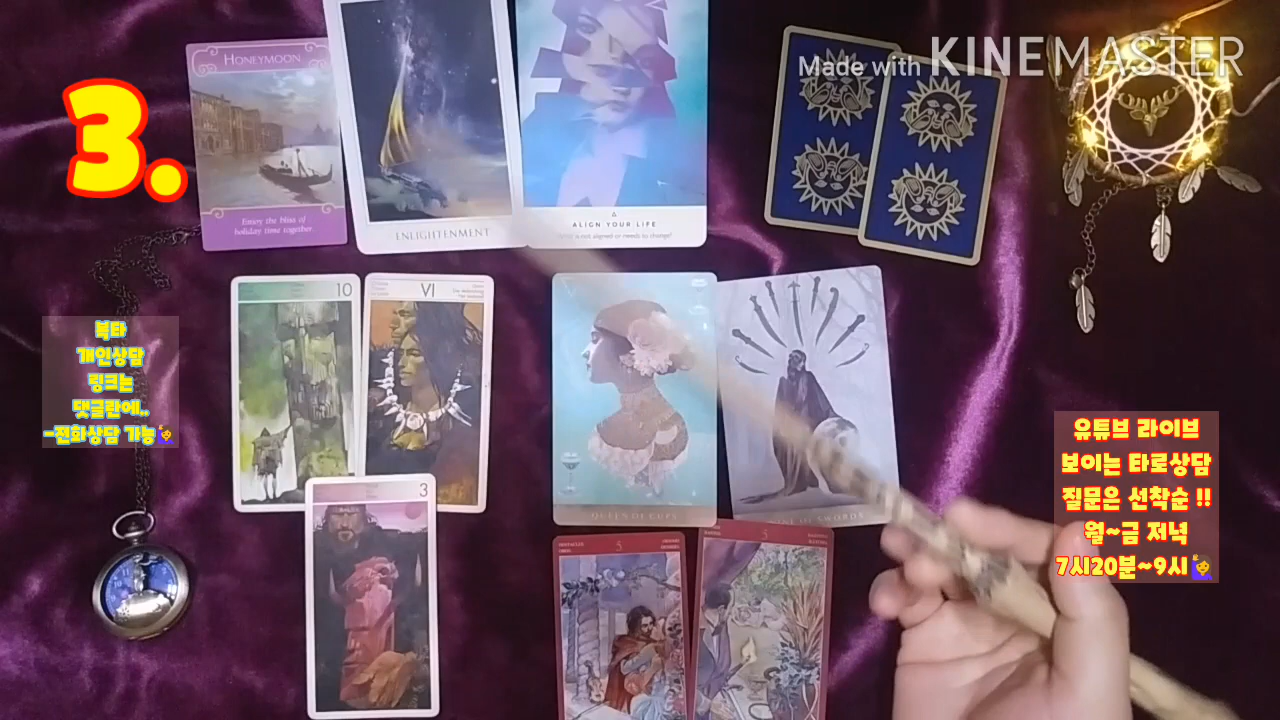 Made with KINEMASTER
3.
HONEYMOON
Enjoy the bliss of
holiday time together.
ENLIGHTENMENT
ALIGN YOUR LIFE
10
VI
3
복타
개인상담
링크는
댓글란에..
-전화상담 가능
QUEEN OF CUPS
NINE OF SWORDS
유튜브 라이브
보이는 타로상담
질문은 선착순 !!
월~금 저녁
7시20분~9시
5
5